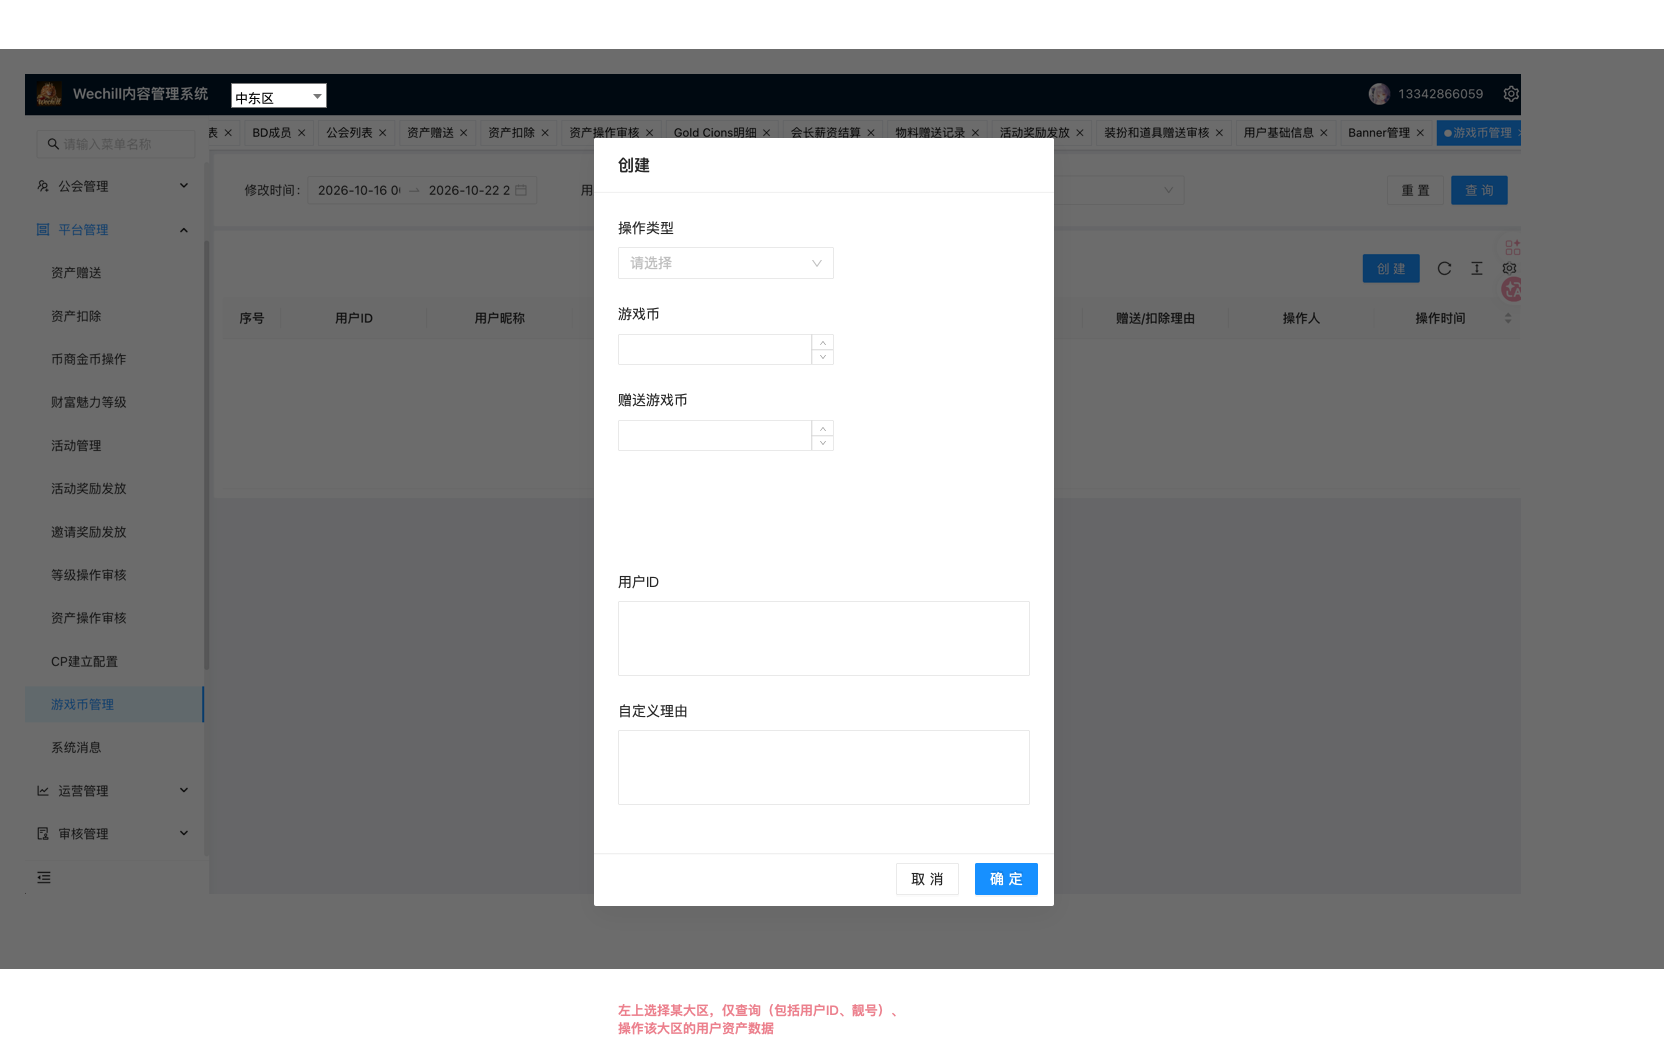 Wechill内容管理系统
中东区
13342866059
请输入菜单名称
表
BD成员
公会列表
资产赠送
资产扣除
资产操作审核
Gold Cions明细
会长薪资结算
物料赠送记录
活动奖励发放
装扮和道具赠送审核
用户基础信息
Banner管理
游戏币管理
公会管理
平台管理
资产赠送
资产扣除
币商金币操作
财富魅力等级
活动管理
活动奖励发放
邀请奖励发放
等级操作审核
资产操作审核
CP建立配置
游戏币管理
系统消息
运营管理
审核管理
修改时间:
2026-10-16 0
2026-10-22 2
用
重 置
查 询
创 建
序号
用户ID
用户昵称
赠送/扣除理由
操作人
操作时间
创建
操作类型
请选择
游戏币
赠送游戏币
用户ID
自定义理由
取 消
确 定
左上选择某大区，仅查询（包括用户ID、靓号）、
操作该大区的用户资产数据